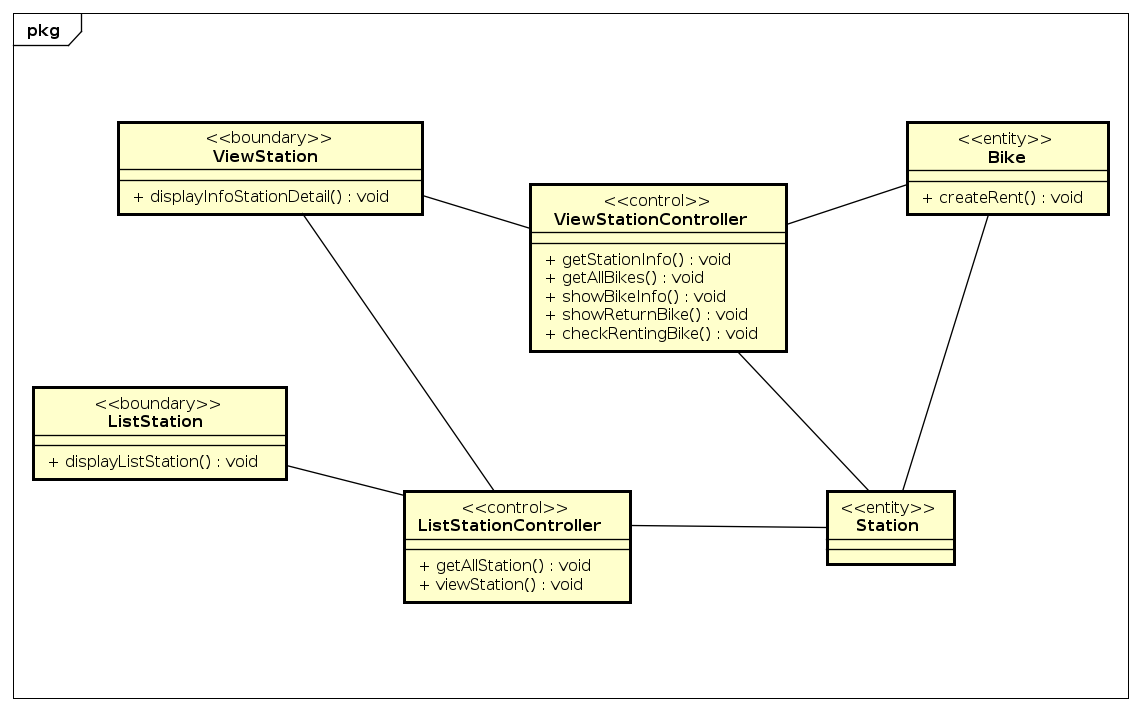 pkg
<<boundary>>
ViewStation
+ displayInfoStationDetail() : void
<<control>>
ViewStationController
+ getStationInfo() : void
+ getAllBikes() : void
+ showBikeInfo() : void
+ showReturnBike() : void
+ checkRentingBike() : void
<<entity>>
Bike
+ createRent() : void
<<boundary>>
ListStation
+ displayListStation() : void
<<control>>
ListStationController
+ getAllStation() : void
+ viewStation() : void
<<entity>>
Station